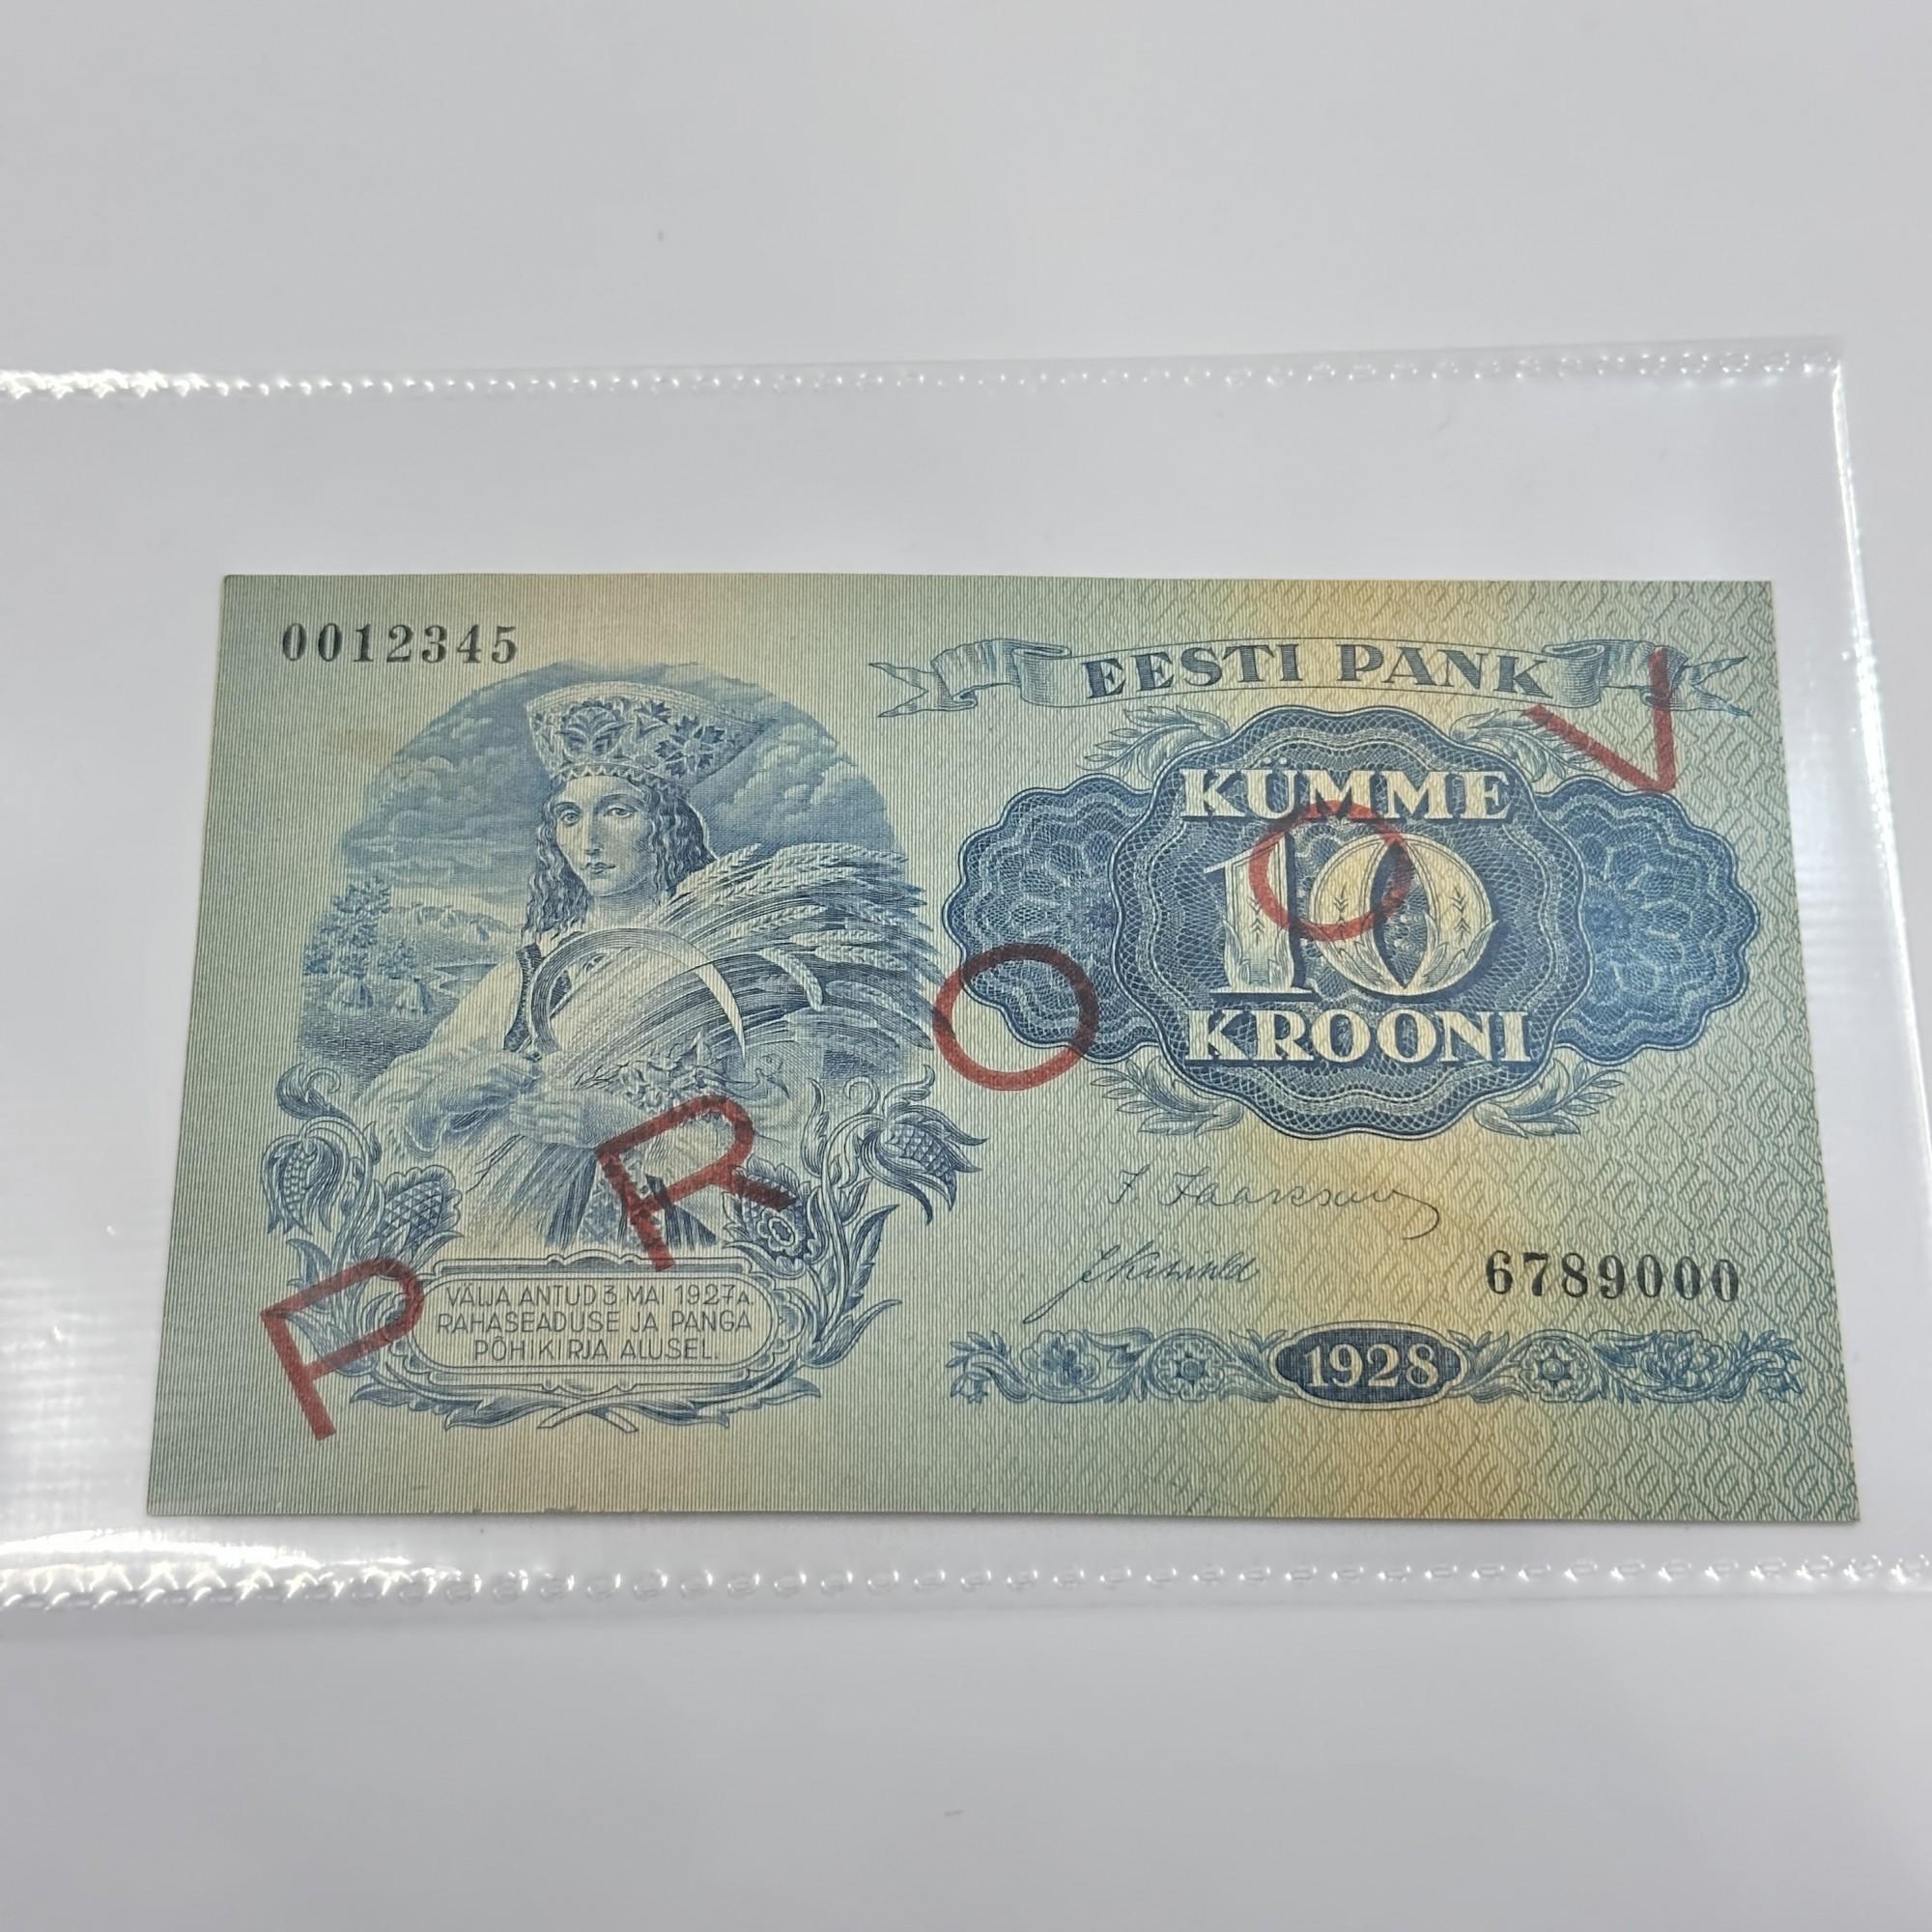 0012345
EESTI PANK
KÜMME
10
KROONI
PROOV
VÄLJA ANTUD 3. MAI 1927 A.
RAHASEADUSE JA PANGA
PÕHIKIRJA ALUSEL.
6789000
1928